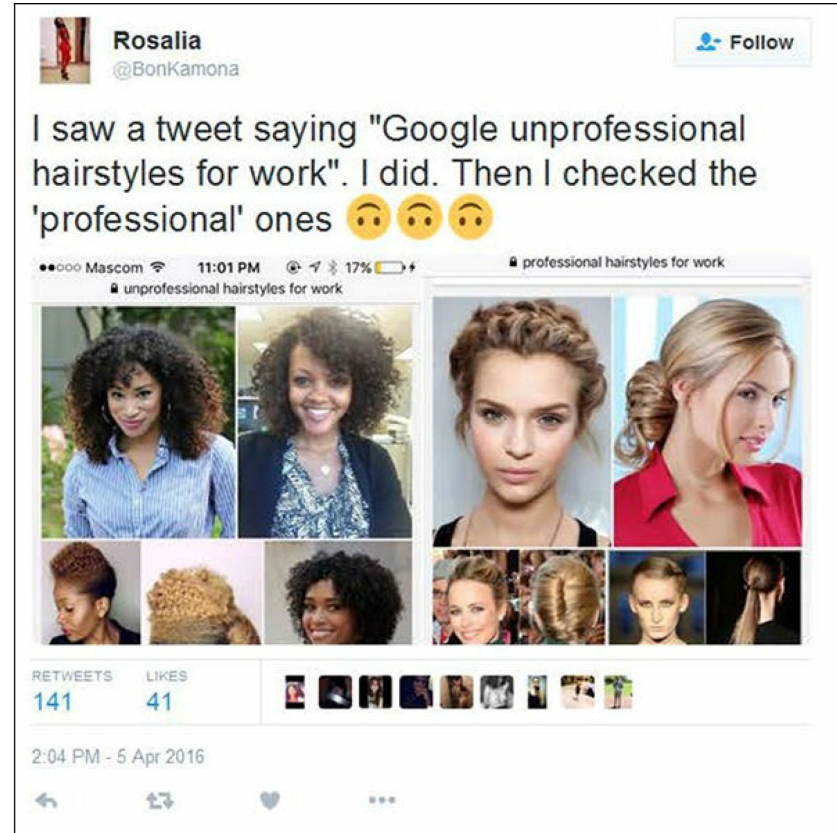 Rosalia
Follow
@BonKamona
I saw a tweet saying "Google unprofessional
hairstyles for work". I did. Then I checked the
'professional' ones 🙃🙃🙃
Mascom 11:01 PM 17%
unprofessional hairstyles for work
professional hairstyles for work
RETWEETS LIKES
141 41
2:04 PM - 5 Apr 2016